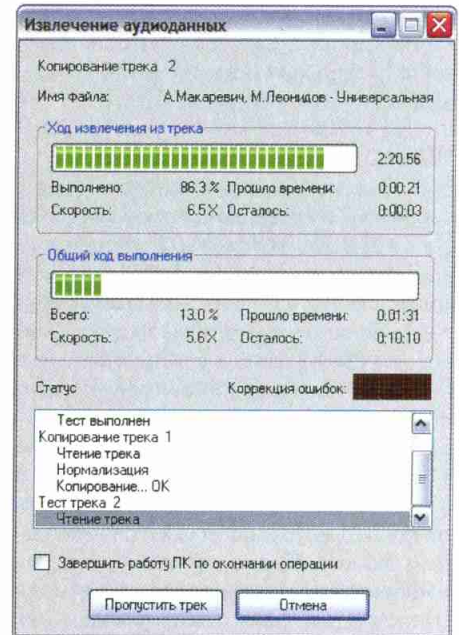 Извлечение аудиоданных
Копирование трека 2
Имя файла: А.Макаревич, М.Леонидов - Универсальная
Ход извлечения из трека
2:20.56
Выполнено: 86.3 % Прошло времени: 0:00:21
Скорость: 6.5X Осталось: 0:00:03
Общий ход выполнения
Всего: 13.0 % Прошло времени: 0:01:31
Скорость: 5.6X Осталось: 0:10:10
Статус Коррекция ошибок:
Тест выполнен
Копирование трека 1
Чтение трека
Нормализация
Копирование... OK
Тест трека 2
Чтение трека
Завершить работу ПК по окончании операции
Пропустить трек Отмена